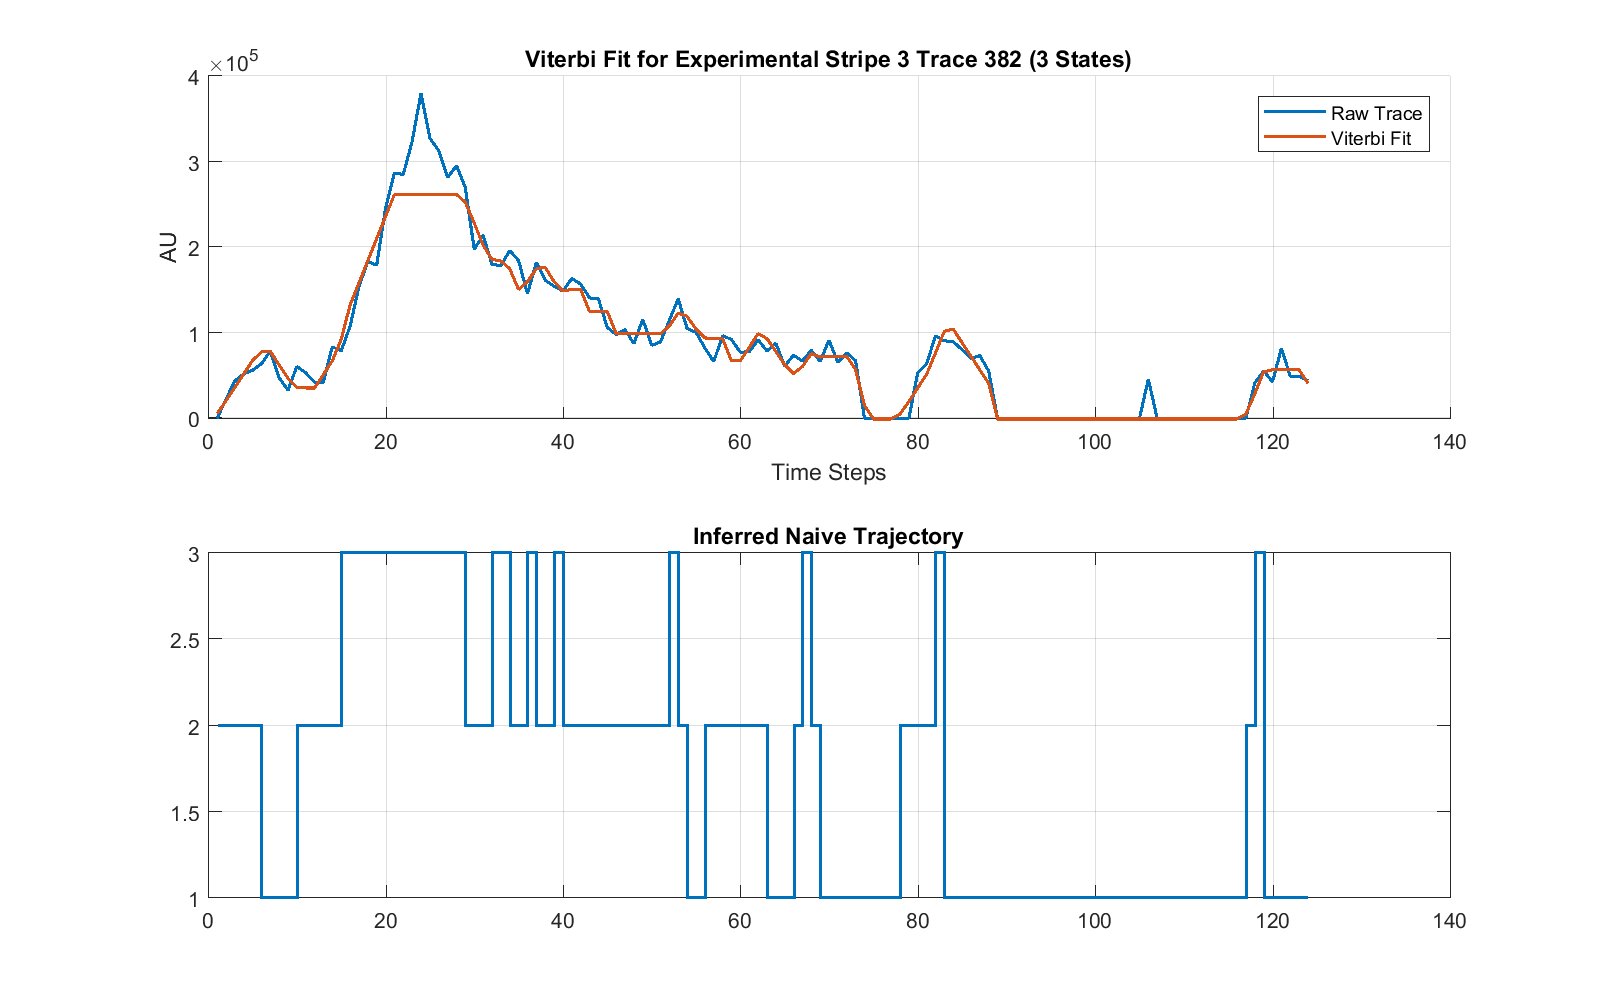 Viterbi Fit for Experimental Stripe 3 Trace 382 (3 States)
×10^5
4
3
2
1
0
AU
Raw Trace
Viterbi Fit
0 20 40 60 80 100 120 140
Time Steps
Inferred Naive Trajectory
3
2.5
2
1.5
1
0 20 40 60 80 100 120 140